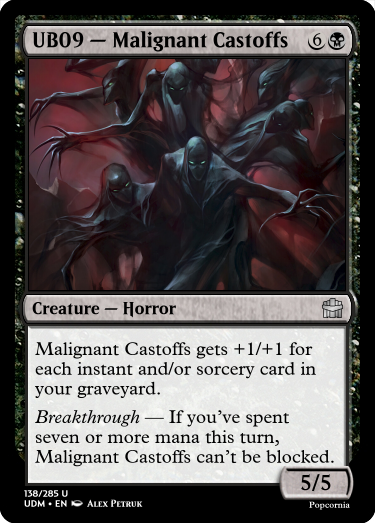 UB09 — Malignant Castoffs 6
Creature — Horror
Malignant Castoffs gets +1/+1 for
each instant and/or sorcery card in
your graveyard.
Breakthrough — If you've spent
seven or more mana this turn,
Malignant Castoffs can't be blocked.
5/5
138/285 U
UDM • EN Alex Petruk
Popcornia